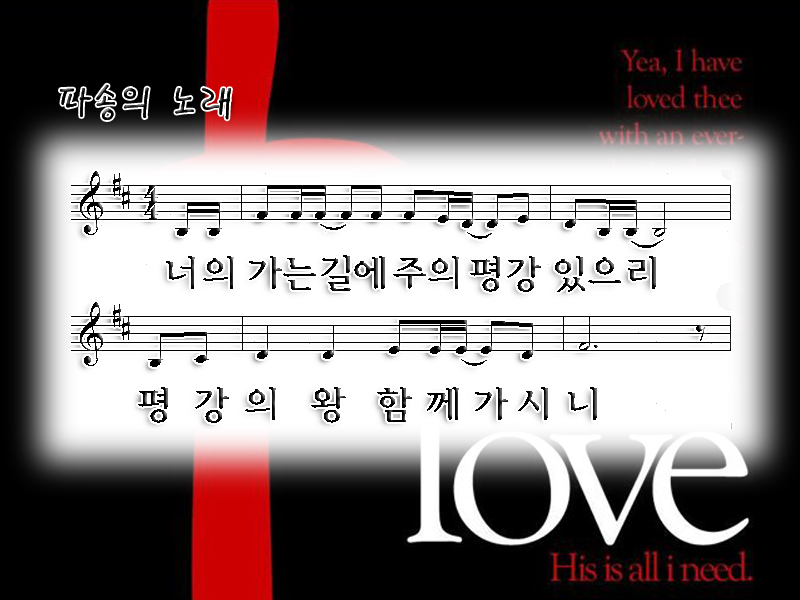 Yea, I have
파송의 노래
loved thee
with an ever-
4
4
너의 가는길에 주의 평강 있으리
평 강 의 왕 함 께 가 시 니
love
His is all i need.